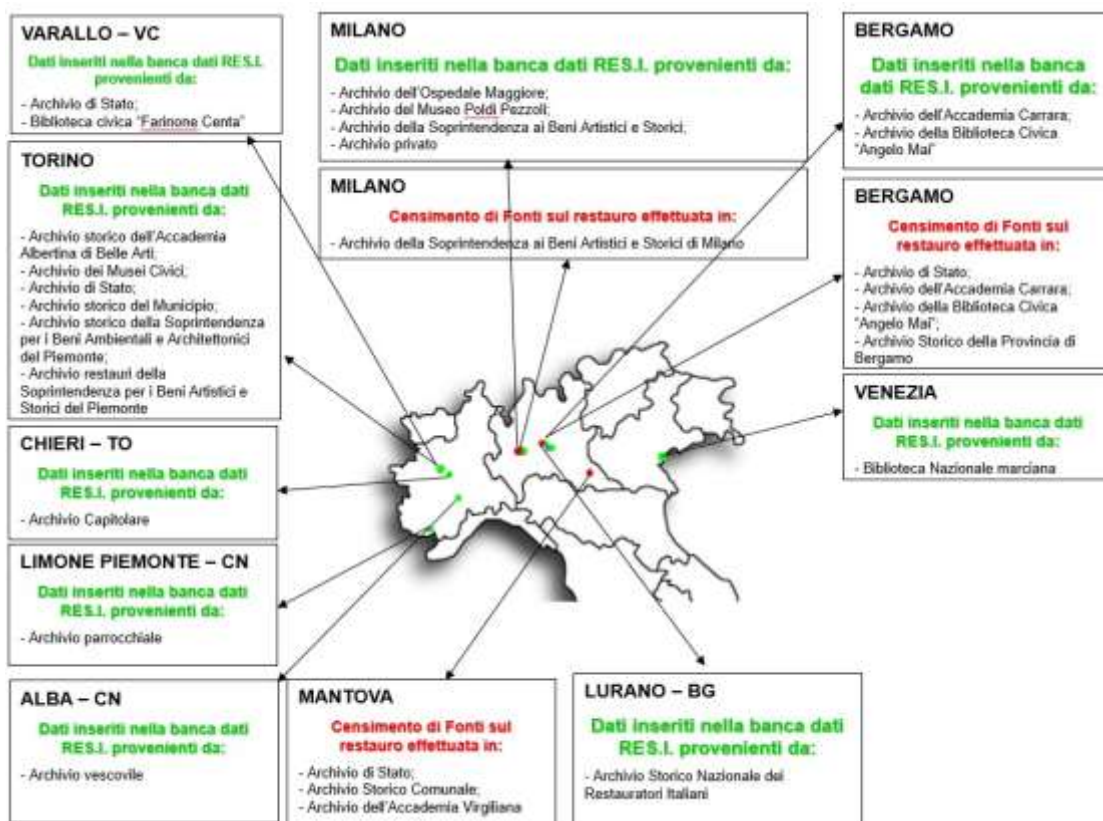 VARALLO – VC
Dati inseriti nella banca dati RES.I.
provenienti da:
- Archivio di Stato;
- Biblioteca civica "Farinone Centa"
TORINO
Dati inseriti nella banca dati
RES.I. provenienti da:
- Archivio storico dell'Accademia
Albertina di Belle Arti;
- Archivio dei Musei Civici;
- Archivio di Stato;
- Archivio storico del Municipio;
- Archivio storico della Soprintendenza
per i Beni Ambientali e Architettonici
del Piemonte;
- Archivio restauri della
Soprintendenza per i Beni Artistici e
Storici del Piemonte
CHIERI – TO
Dati inseriti nella banca dati
RES.I. provenienti da:
- Archivio Capitolare
LIMONE PIEMONTE – CN
Dati inseriti nella banca dati
RES.I. provenienti da:
- Archivio parrocchiale
ALBA – CN
Dati inseriti nella banca dati
RES.I. provenienti da:
- Archivio vescovile
MILANO
Dati inseriti nella banca dati RES.I. provenienti da:
- Archivio dell'Ospedale Maggiore;
- Archivio del Museo Poldi Pezzoli;
- Archivio della Soprintendenza ai Beni Artistici e Storici;
- Archivio privato
MILANO
Censimento di Fonti sul restauro effettuata in:
- Archivio della Soprintendenza ai Beni Artistici e Storici di Milano
MANTOVA
Censimento di Fonti sul
restauro effettuata in:
- Archivio di Stato;
- Archivio Storico Comunale;
- Archivio dell'Accademia Virgiliana
LURANO – BG
Dati inseriti nella banca dati
RES.I. provenienti da:
- Archivio Storico Nazionale dei
Restauratori Italiani
BERGAMO
Dati inseriti nella banca
dati RES.I. provenienti da:
- Archivio dell'Accademia Carrara;
- Archivio della Biblioteca Civica
"Angelo Mai"
BERGAMO
Censimento di Fonti sul
restauro effettuata in:
- Archivio di Stato;
- Archivio dell'Accademia Carrara;
- Archivio della Biblioteca Civica
"Angelo Mai";
- Archivio Storico della Provincia di
Bergamo
VENEZIA
Dati inseriti nella banca dati
RES.I. provenienti da:
- Biblioteca Nazionale marciana